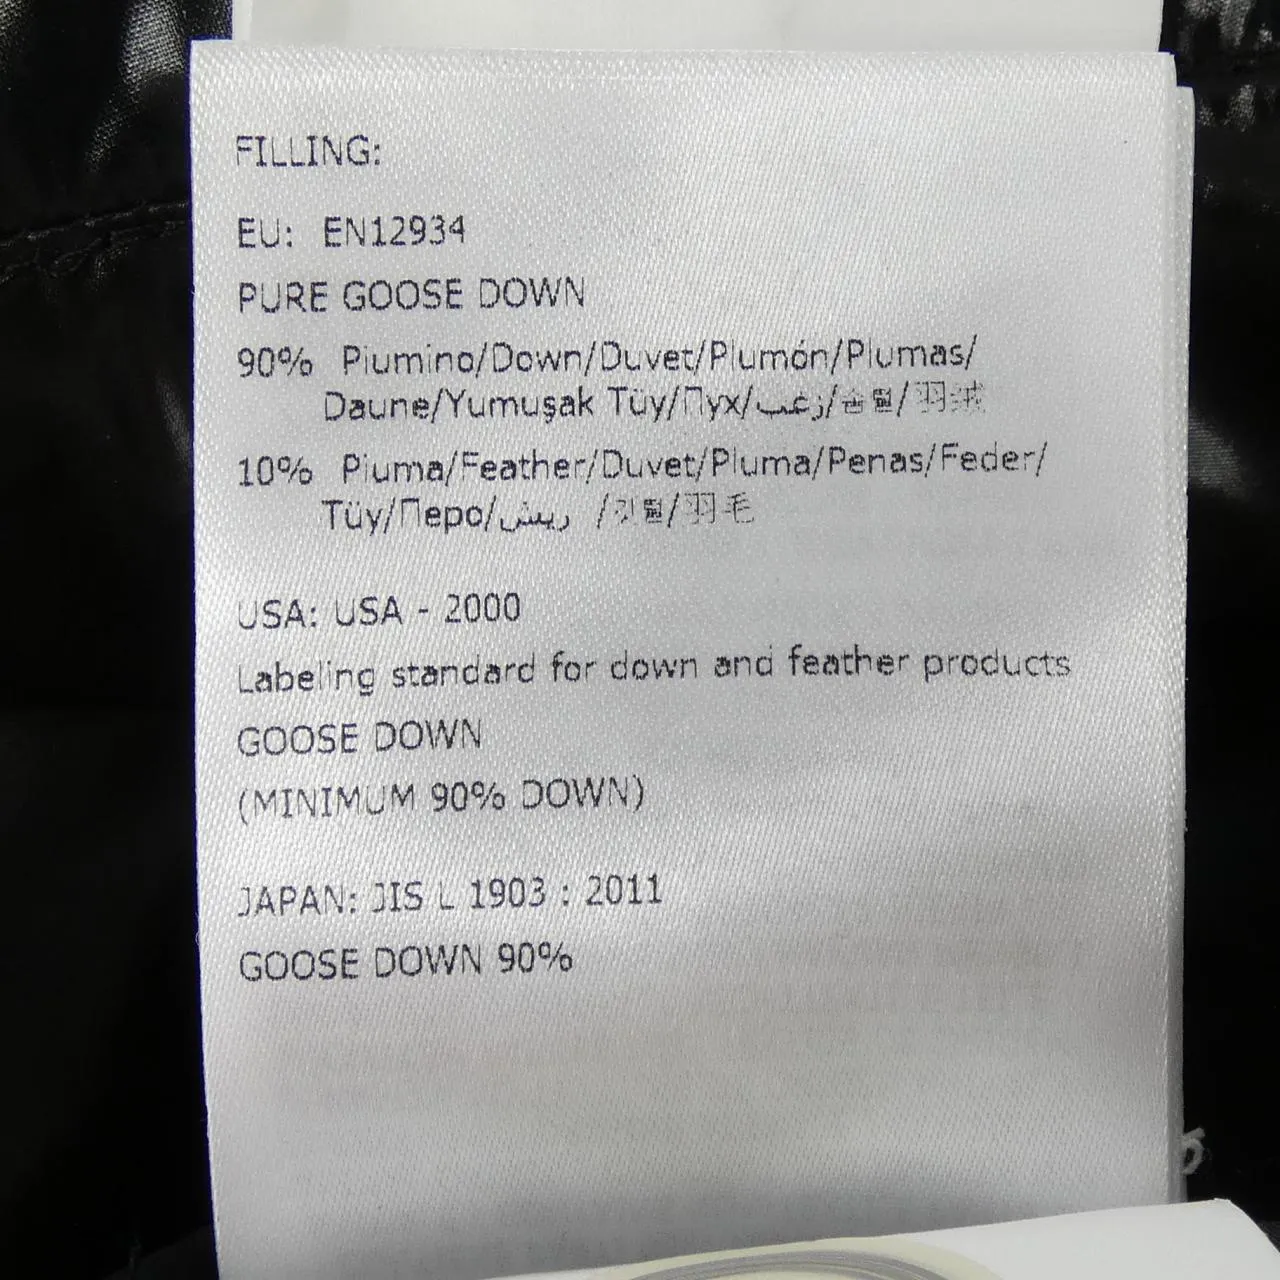 FILLING:
EU: EN12934
PURE GOOSE DOWN
90% Piumino/Down/Duvet/Plumón/Plumas/
Daune/Yumuşak Tüy/Пух/زغب/솜털/羽绒
10% Piuma/Feather/Duvet/Pluma/Penas/Feder/
Tüy/Перо/ريش /깃털/羽毛
USA: USA - 2000
Labeling standard for down and feather products
GOOSE DOWN
(MINIMUM 90% DOWN)
JAPAN: JIS L 1903 : 2011
GOOSE DOWN 90%